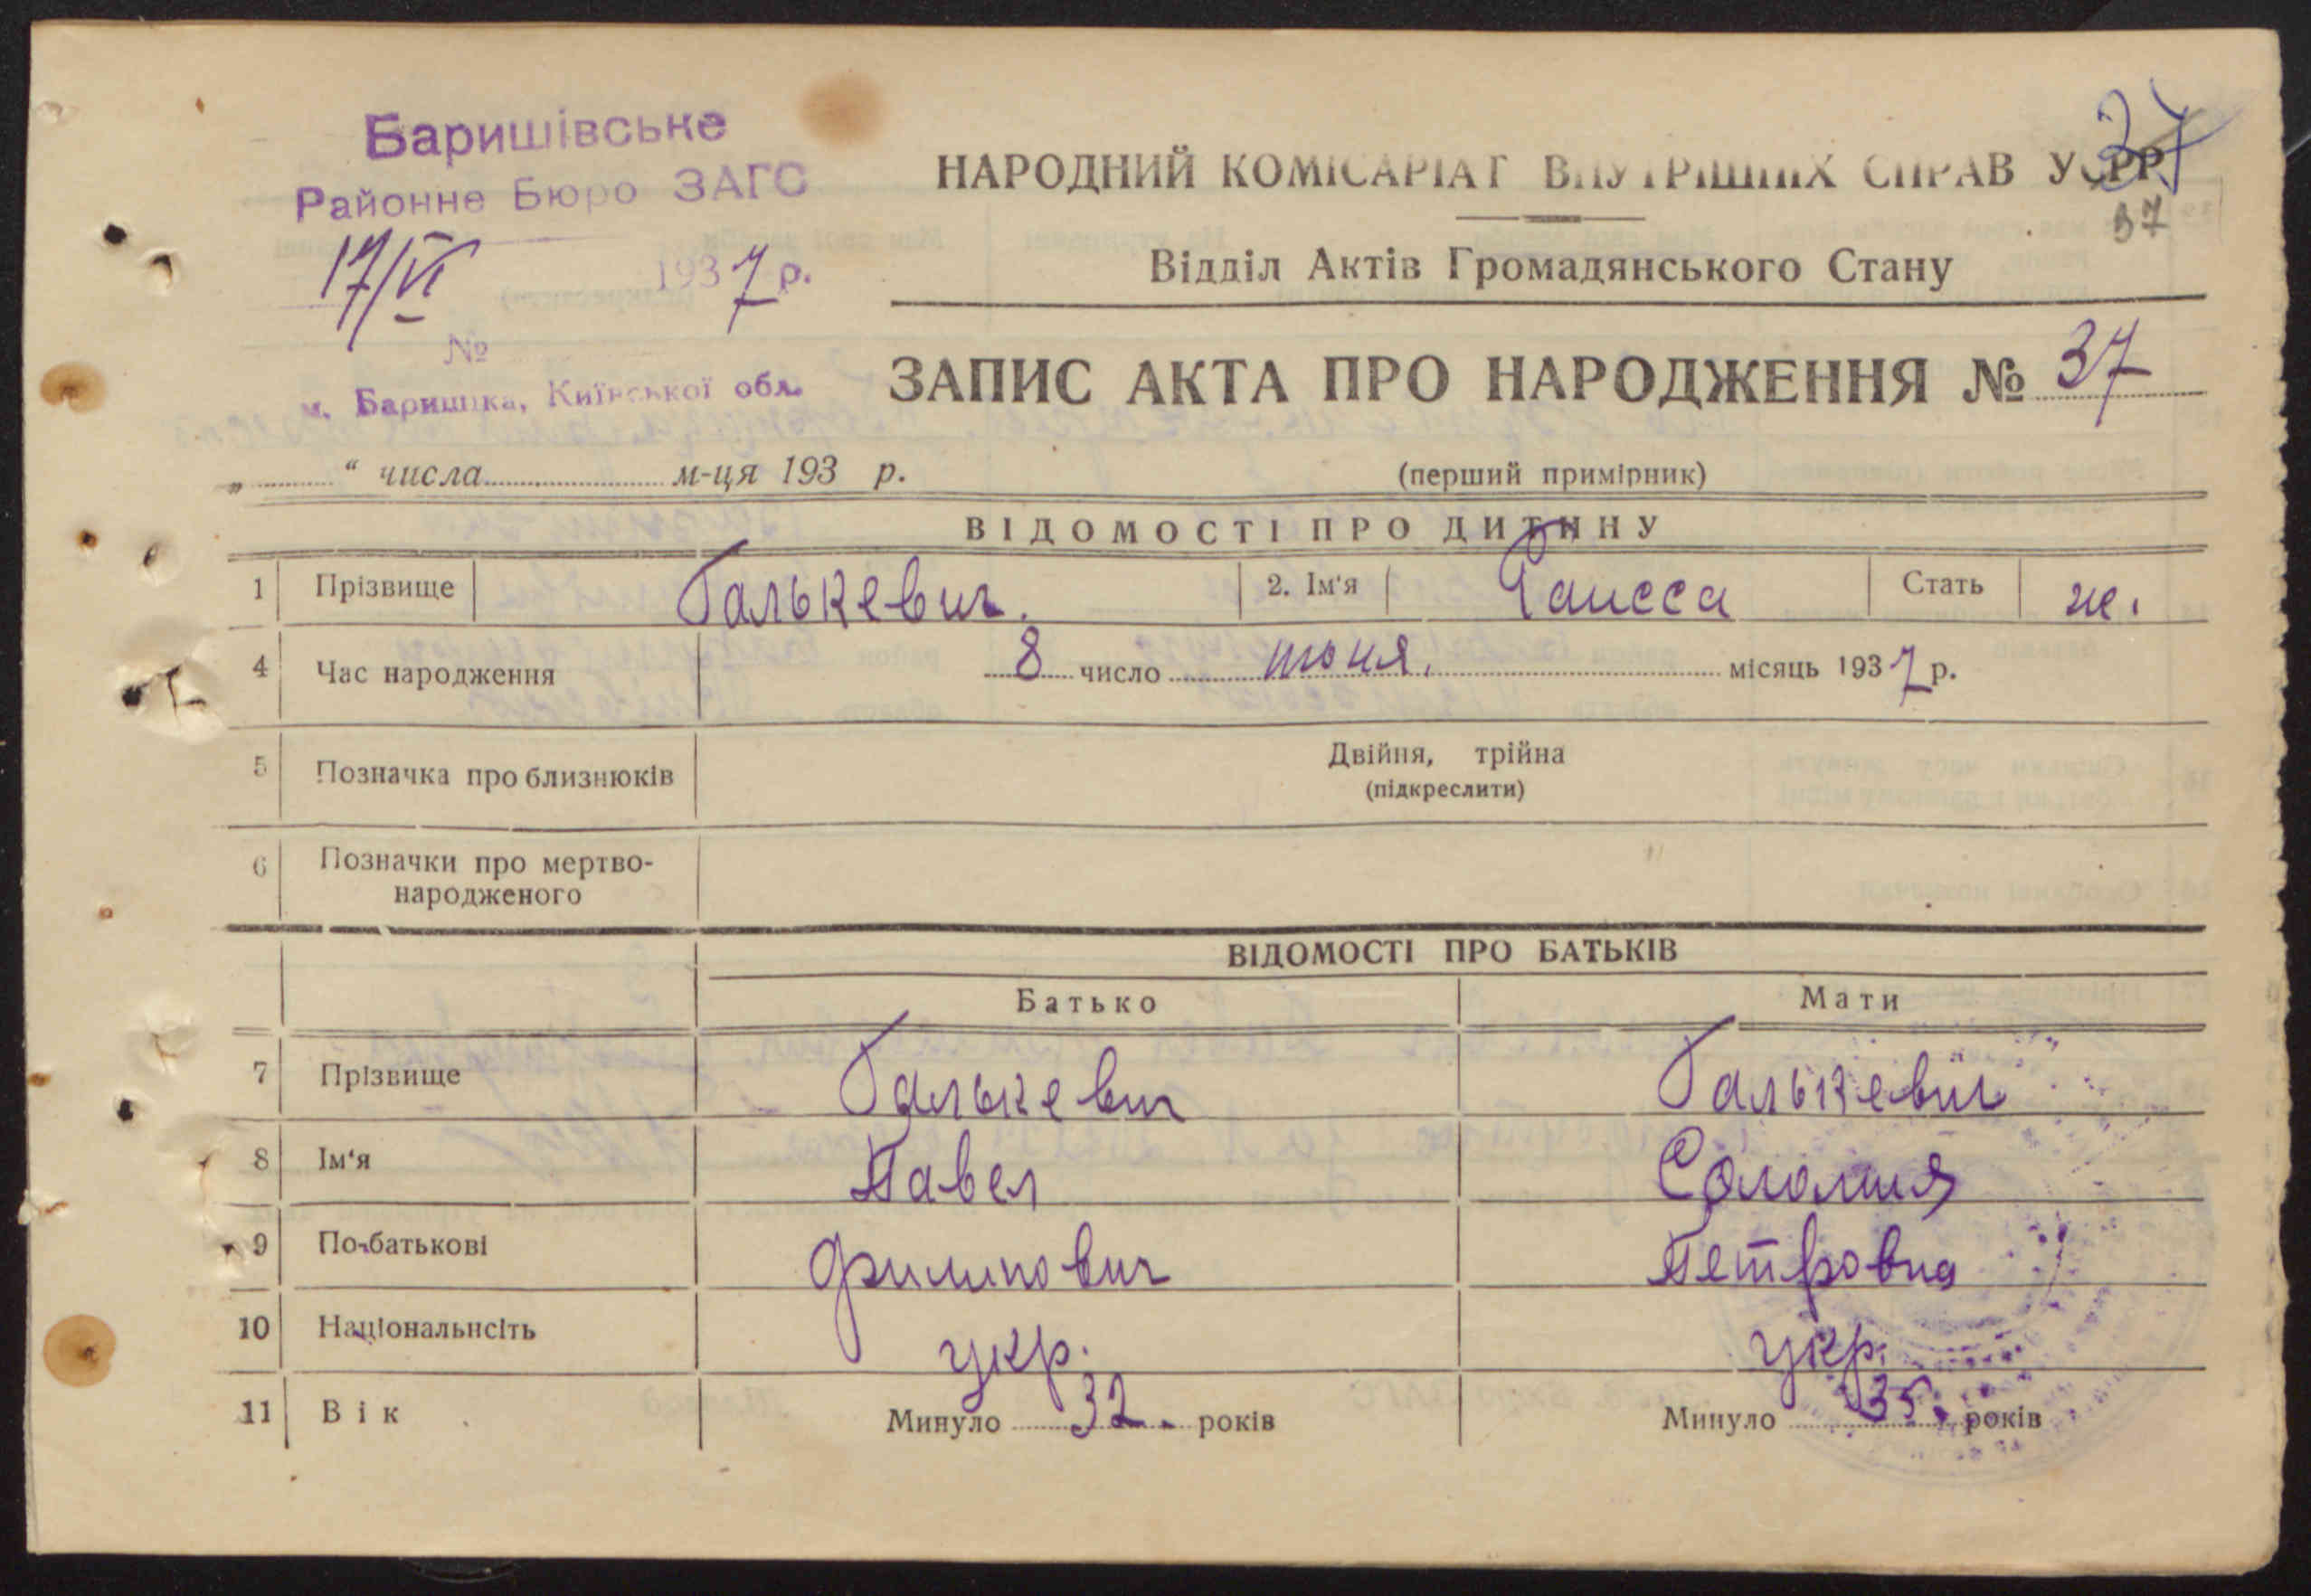 Баришівське
Районне Бюро ЗАГС
17/VI 1937 р.
№
м. Баришівка, Київської обл.
37
37
НАРОДНИЙ КОМІСАРІАТ ВНУТРІШНІХ СПРАВ УСРР
Відділ Актів Громадянського Стану
ЗАПИС АКТА ПРО НАРОДЖЕННЯ № 37
„ “ числа м-ця 193 р.
(перший примірник)
ВІДОМОСТІ ПРО ДИТИНУ
1 Прізвище Галькевич. 2. Ім'я Раисса Стать ж.
4 Час народження 8 число июня. місяць 1937 р.
5 Позначка про близнюків Двійня, трійна
(підкреслити)
6 Позначки про мертво-
народженого
ВІДОМОСТІ ПРО БАТЬКІВ
Батько Мати
7 Прізвище Галькевич Галькевич
8 Ім'я Павел Соломия
9 По-батькові Филипович Петровна
10 Національнсіть укр. укр.
11 Вік Минуло 32. років Минуло 35. років